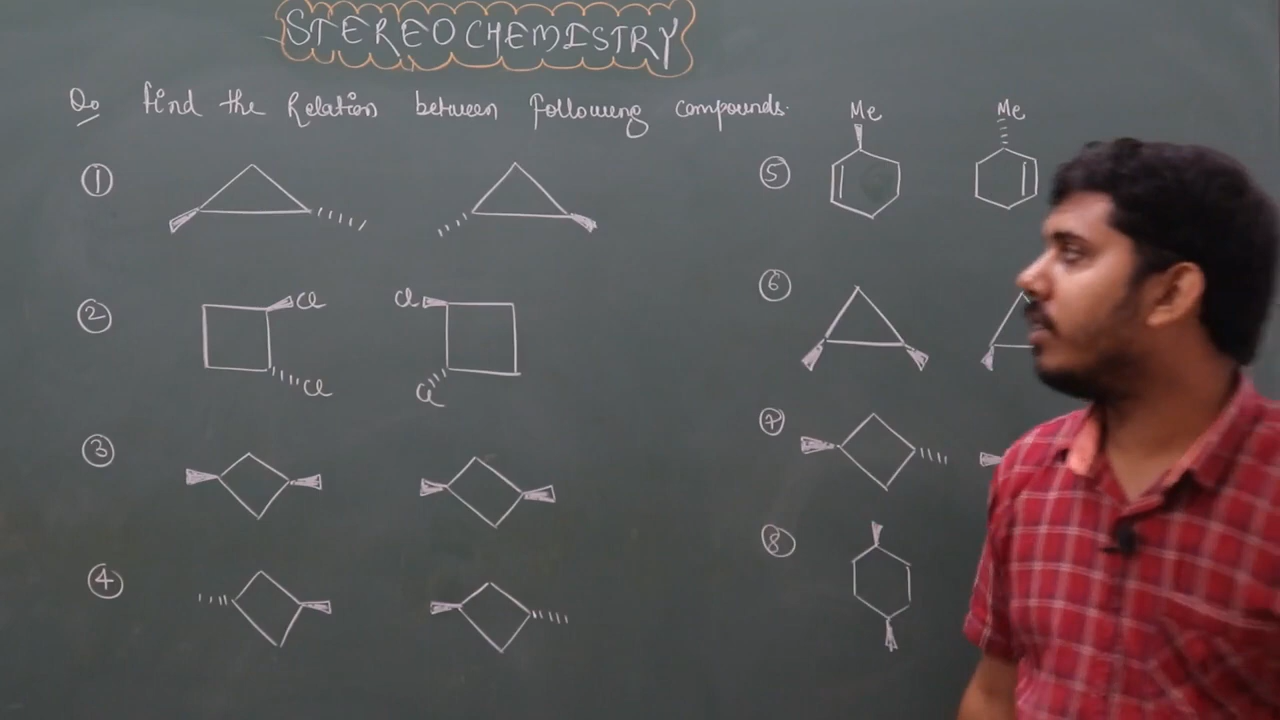 STEREOCHEMISTRY
Qo find the Relation between following compounds.
①
② Cl Cl Cl Cl
③
④
⑤ Me Me
⑥
⑦
⑧